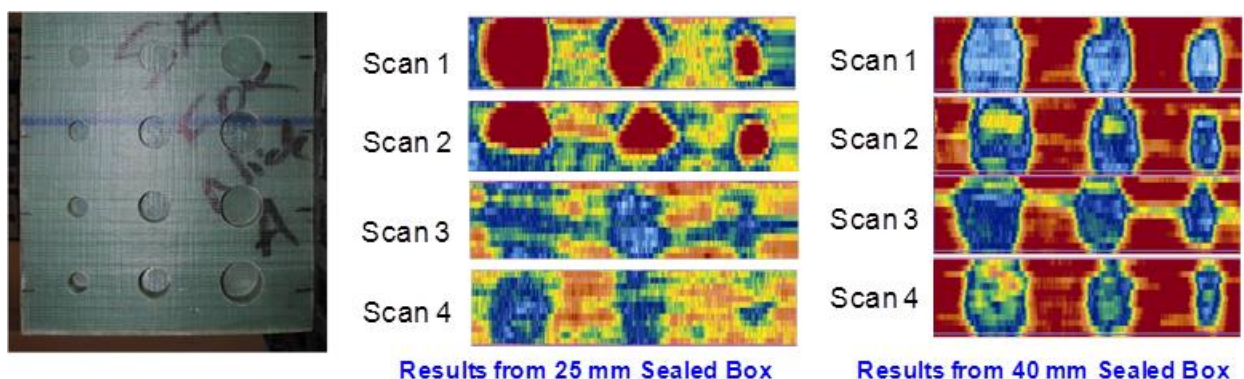 Scan 1
Scan 2
Scan 3
Scan 4
Results from 25 mm Sealed Box
Scan 1
Scan 2
Scan 3
Scan 4
Results from 40 mm Sealed Box